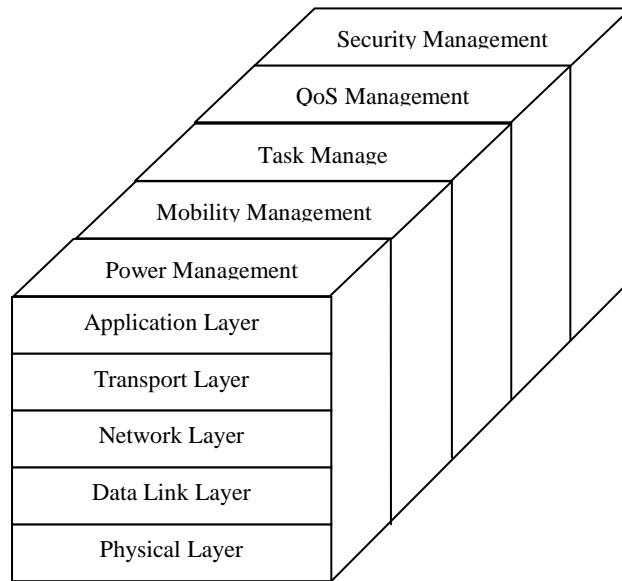 Security Management
QoS Management
Task Manage
Mobility Management
Power Management
Application Layer
Transport Layer
Network Layer
Data Link Layer
Physical Layer